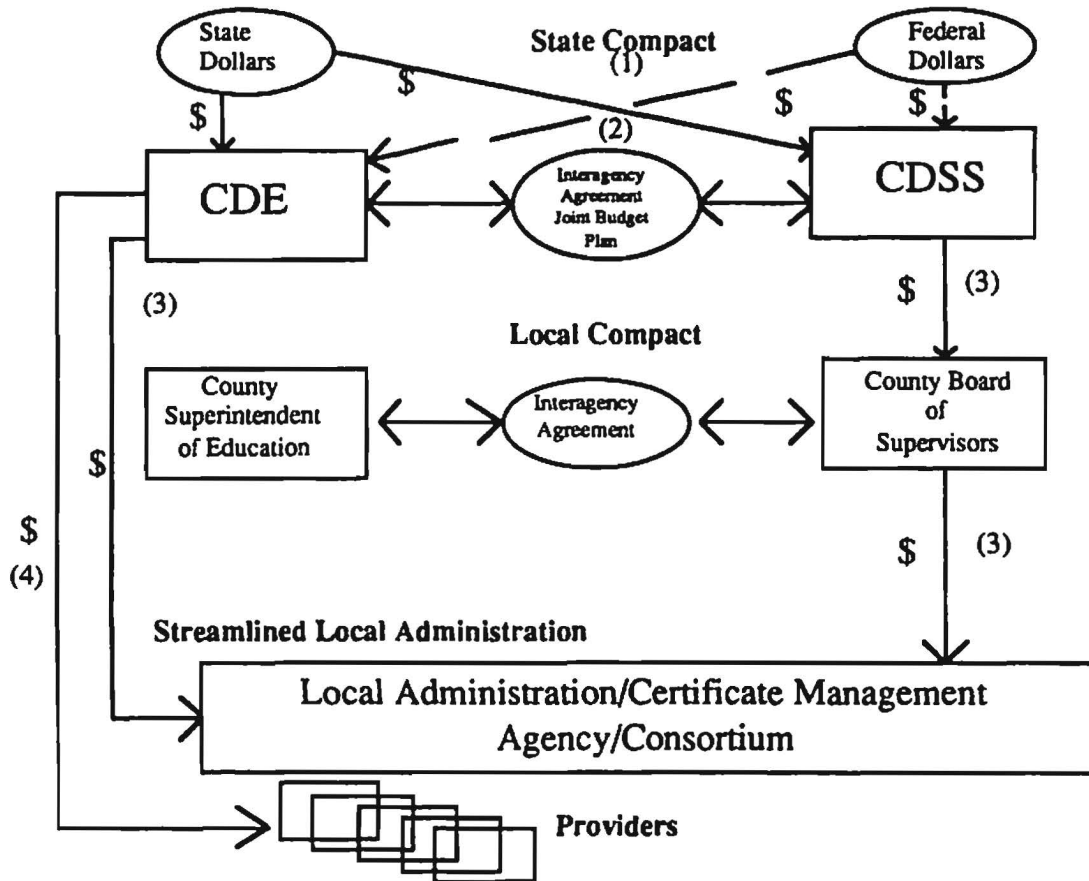 State
Dollars
State Compact
(1)
Federal
Dollars
$
$
$
$
(2)
CDE
Interagency
Agreement
Joint Budget
Plan
CDSS
(3)
$
(3)
Local Compact
County
Superintendent
of Education
Interagency
Agreement
County Board
of
Supervisors
$
$
(4)
$
(3)
Streamlined Local Administration
Local Administration/Certificate Management
Agency/Consortium
Providers